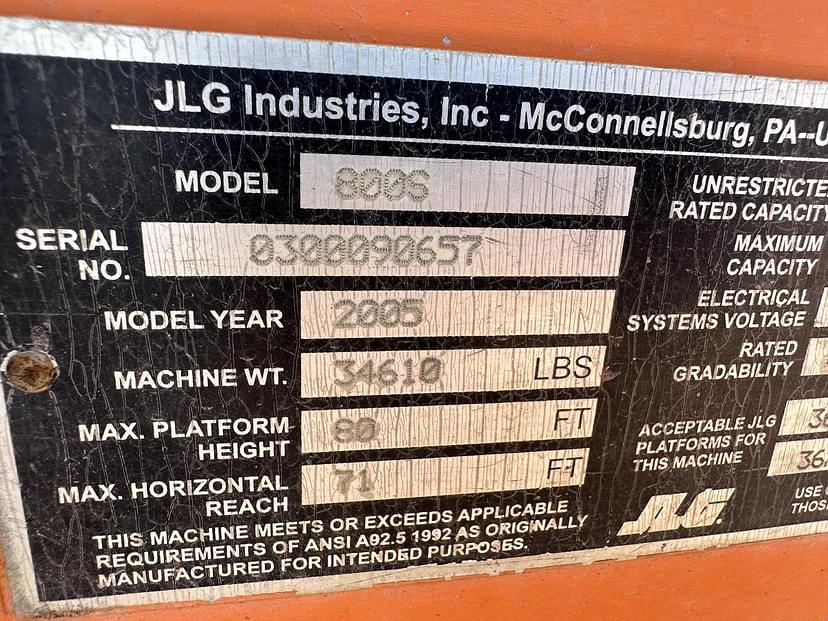 JLG Industries, Inc - McConnellsburg, PA--U
MODEL 800S
SERIAL NO. 0300090657
MODEL YEAR 2005
MACHINE WT. 34610 LBS
MAX. PLATFORM HEIGHT 80 FT
MAX. HORIZONTAL REACH 71 FT
THIS MACHINE MEETS OR EXCEEDS APPLICABLE
REQUIREMENTS OF ANSI A92.5 1992 AS ORIGINALLY
MANUFACTURED FOR INTENDED PURPOSES.
UNRESTRICTE
RATED CAPACITY
MAXIMUM
CAPACITY
ELECTRICAL
SYSTEMS VOLTAGE
RATED
GRADABILITY
ACCEPTABLE JLG
PLATFORMS FOR
THIS MACHINE
36
JLG.
USE
THOS